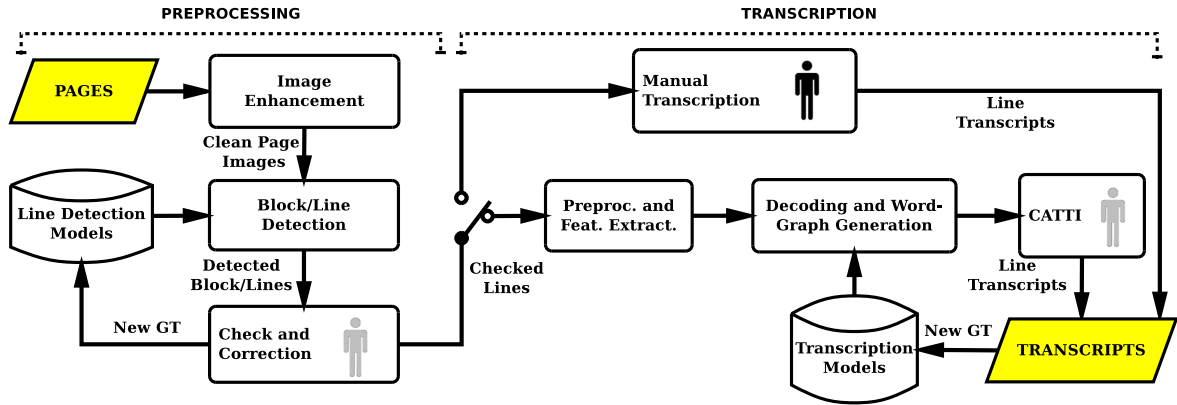 PREPROCESSING
TRANSCRIPTION
PAGES
Image
Enhancement
Manual
Transcription
Line
Transcripts
Clean Page
Images
Line Detection
Models
Block/Line
Detection
Preproc. and
Feat. Extract.
Decoding and Word-
Graph Generation
CATTI
Detected
Block/Lines
Checked
Lines
Line
Transcripts
New GT
Check and
Correction
Transcription
Models
New GT
TRANSCRIPTS